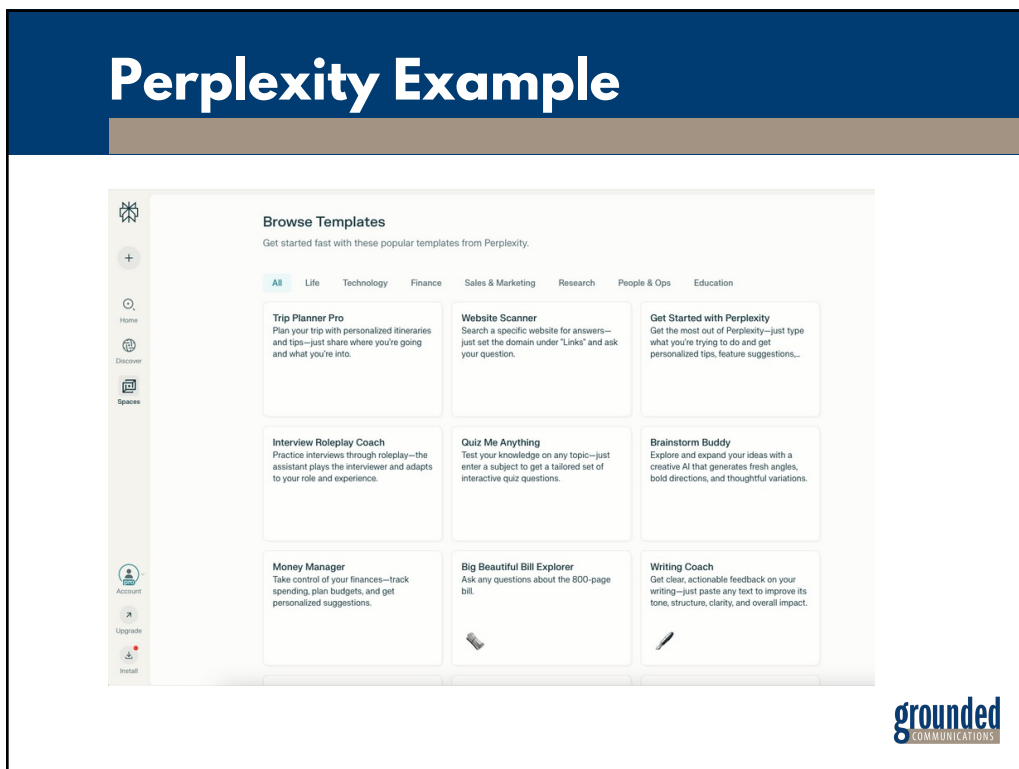 Perplexity Example
Browse Templates
Get started fast with these popular templates from Perplexity.
All Life Technology Finance Sales & Marketing Research People & Ops Education
Home
Discover
Spaces
Trip Planner Pro
Plan your trip with personalized itineraries
and tips—just share where you're going
and what you're into.
Website Scanner
Search a specific website for answers—
just set the domain under "Links" and ask
your question.
Get Started with Perplexity
Get the most out of Perplexity—just type
what you're trying to do and get
personalized tips, feature suggestions,...
Interview Roleplay Coach
Practice interviews through roleplay—the
assistant plays the interviewer and adapts
to your role and experience.
Quiz Me Anything
Test your knowledge on any topic—just
enter a subject to get a tailored set of
interactive quiz questions.
Brainstorm Buddy
Explore and expand your ideas with a
creative AI that generates fresh angles,
bold directions, and thoughtful variations.
Money Manager
Take control of your finances—track
spending, plan budgets, and get
personalized suggestions.
Big Beautiful Bill Explorer
Ask any questions about the 800-page
bill.
Writing Coach
Get clear, actionable feedback on your
writing—just paste any text to improve its
tone, structure, clarity, and overall impact.
Account
Upgrade
Install
grounded
COMMUNICATIONS